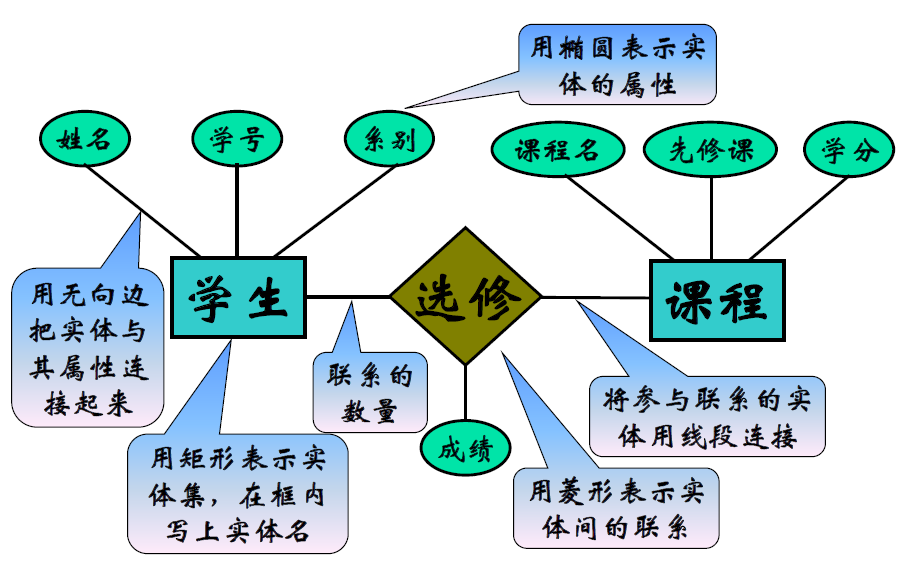 用椭圆表示实
体的属性
姓名
学号
系别
课程名
先修课
学分
学生
选修
课程
用无向边
把实体与
其属性连
接起来
联系的
数量
将参与联系的实
体用线段连接
成绩
用矩形表示实
体集，在框内
写上实体名
用菱形表示实
体间的联系